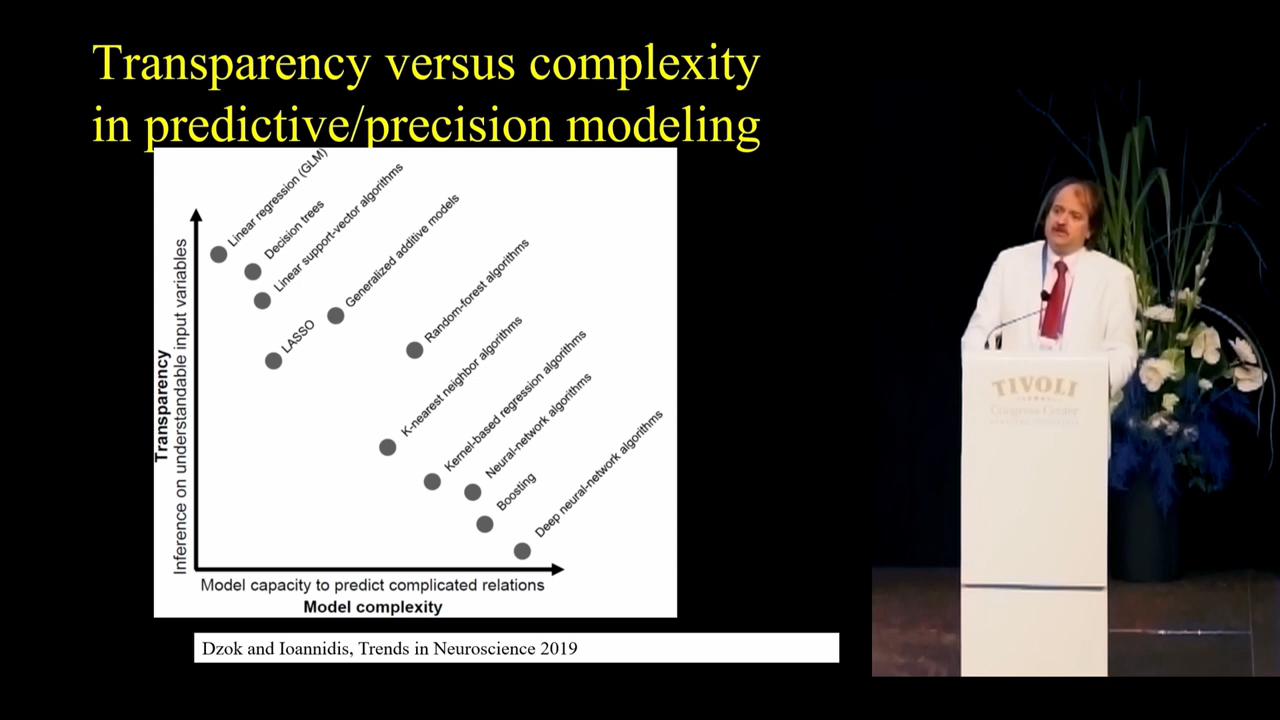 Transparency versus complexity
in predictive/precision modeling
Linear regression (GLM)
Decision trees
Linear support-vector algorithms
Generalized additive models
LASSO
Random-forest algorithms
K-nearest neighbor algorithms
Kernel-based regression algorithms
Neural-network algorithms
Boosting
Deep neural-network algorithms
Transparency
Inference on understandable input variables
Model capacity to predict complicated relations
Model complexity
Dzok and Ioannidis, Trends in Neuroscience 2019
TIVOLI
Congress Center